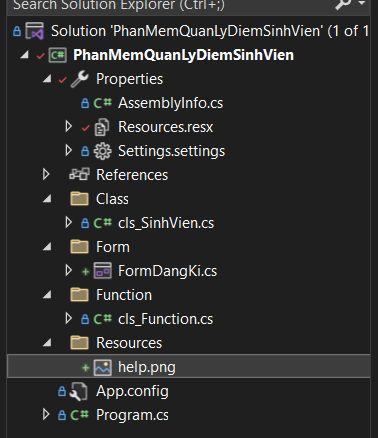 Search Solution Explorer (Ctrl+;)
Solution 'PhanMemQuanLyDiemSinhVien' (1 of 1
PhanMemQuanLyDiemSinhVien
Properties
AssemblyInfo.cs
Resources.resx
Settings.settings
References
Class
cls_SinhVien.cs
Form
FormDangKi.cs
Function
cls_Function.cs
Resources
help.png
App.config
Program.cs